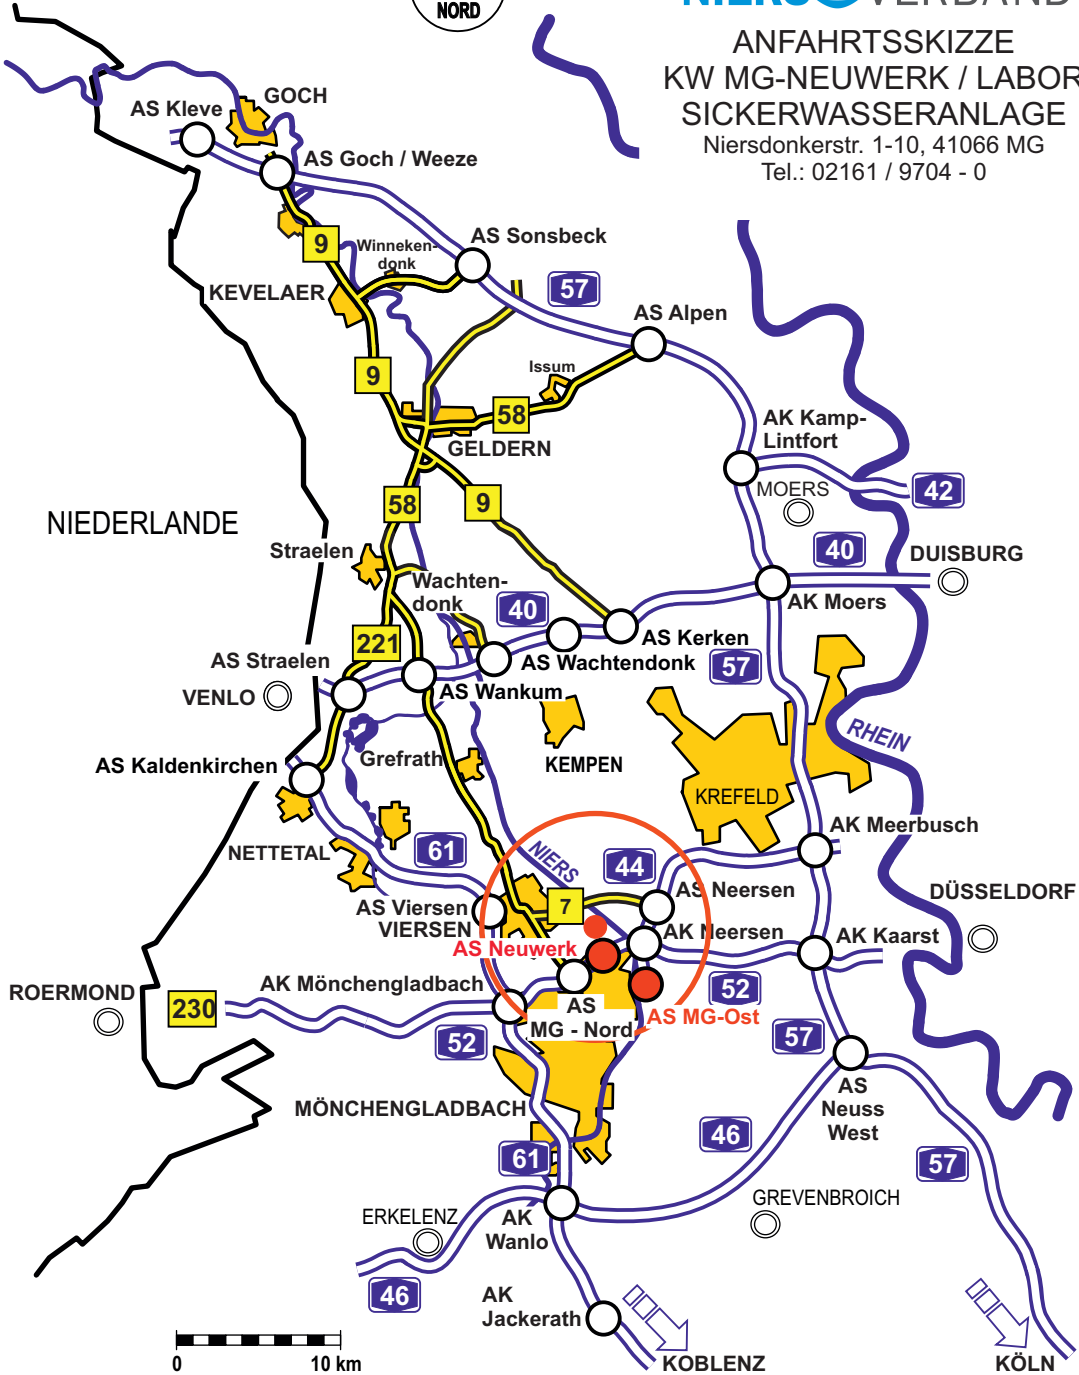 NORD
NIERS VERBAND
ANFAHRTSSKIZZE
KW MG-NEUWERK / LABOR
SICKERWASSERANLAGE
Niersdonkerstr. 1-10, 41066 MG
Tel.: 02161 / 9704 - 0
GOCH
AS Kleve
AS Goch / Weeze
9
Winneken-
donk
AS Sonsbeck
KEVELAER
57
AS Alpen
9
Issum
58
AK Kamp-
Lintfort
GELDERN
MOERS
42
58
9
NIEDERLANDE
Straelen
40
DUISBURG
Wachten-
donk
40
AK Moers
221
AS Kerken
AS Straelen
AS Wachtendonk
57
VENLO
AS Wankum
RHEIN
Grefrath
AS Kaldenkirchen
KEMPEN
KREFELD
AK Meerbusch
NETTETAL
61
NIERS
44
AS Neersen
DÜSSELDORF
AS Viersen
VIERSEN
7
AK Neersen
AK Kaarst
AS Neuwerk
AK Mönchengladbach
52
ROERMOND
230
AS
MG - Nord
AS MG-Ost
52
57
AS
Neuss
West
MÖNCHENGLADBACH
46
61
57
GREVENBROICH
ERKELENZ
AK
Wanlo
46
AK
Jackerath
0 10 km
KOBLENZ
KÖLN